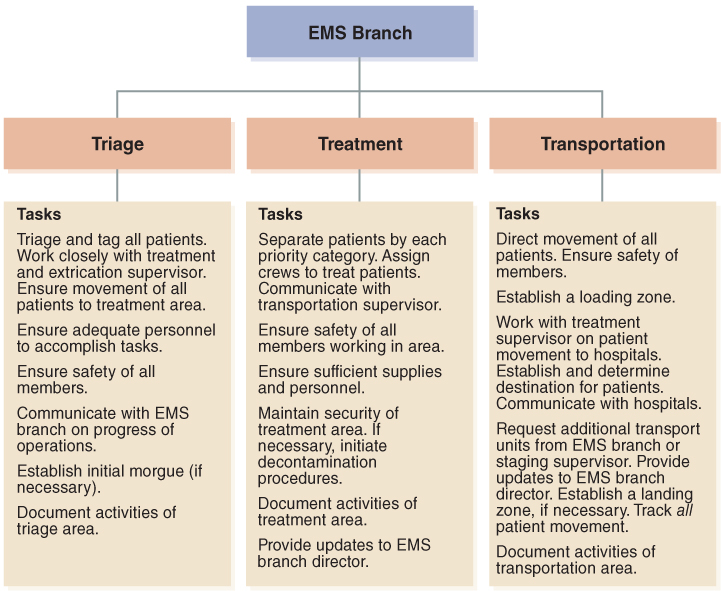 EMS Branch
Triage
Treatment
Transportation
Tasks
Triage and tag all patients.
Work closely with treatment
and extrication supervisor.
Ensure movement of all
patients to treatment area.
Ensure adequate personnel
to accomplish tasks.
Ensure safety of all
members.
Communicate with EMS
branch on progress of
operations.
Establish initial morgue (if
necessary).
Document activities of
triage area.
Tasks
Separate patients by each
priority category. Assign
crews to treat patients.
Communicate with
transportation supervisor.
Ensure safety of all
members working in area.
Ensure sufficient supplies
and personnel.
Maintain security of
treatment area. If
necessary, initiate
decontamination
procedures.
Document activities of
treatment area.
Provide updates to EMS
branch director.
Tasks
Direct movement of all
patients. Ensure safety of
members.
Establish a loading zone.
Work with treatment
supervisor on patient
movement to hospitals.
Establish and determine
destination for patients.
Communicate with hospitals.
Request additional transport
units from EMS branch or
staging supervisor. Provide
updates to EMS branch
director. Establish a landing
zone, if necessary. Track all
patient movement.
Document activities of
transportation area.